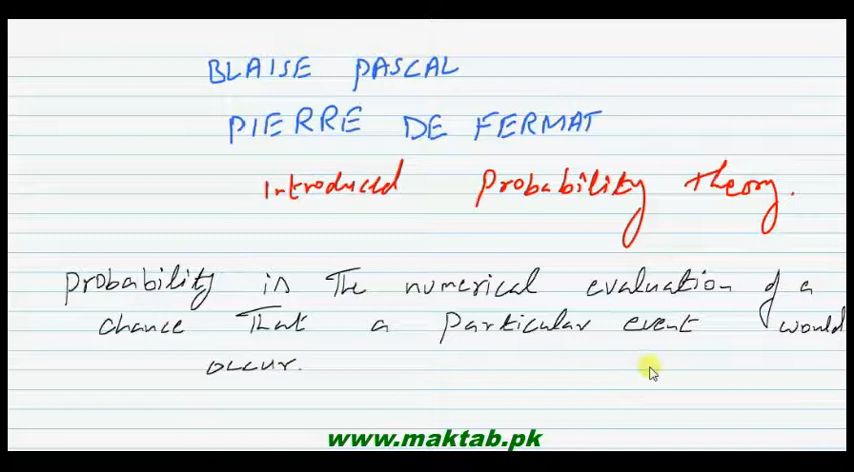 BLAISE PASCAL
PIERRE DE FERMAT
Introduced Probability theory.
Probability is The numerical evaluation of a
chance That a Particular event would
occur.
www.maktab.pk